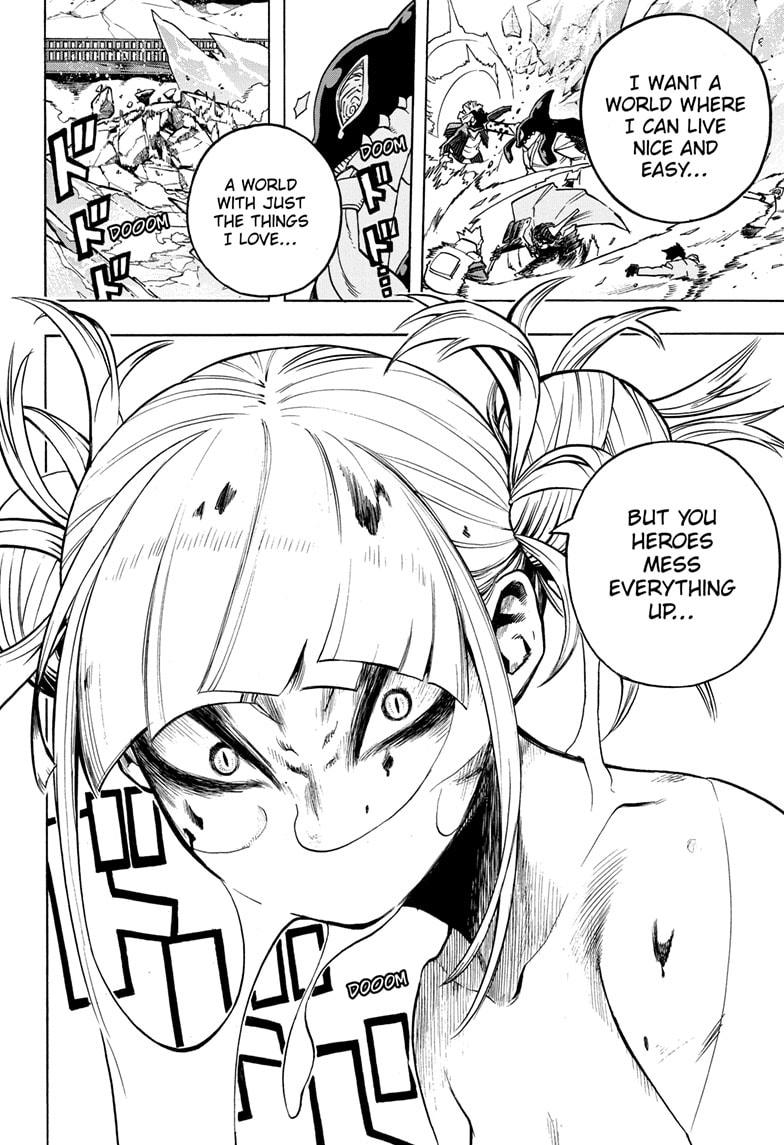 I WANT A
WORLD WHERE
I CAN LIVE
NICE AND
EASY...
DOOM
ドド
A WORLD
WITH JUST
THE THINGS
I LOVE...
ドドド
DOOOM
BUT YOU
HEROES
MESS
EVERYTHING
UP...
DOOOM